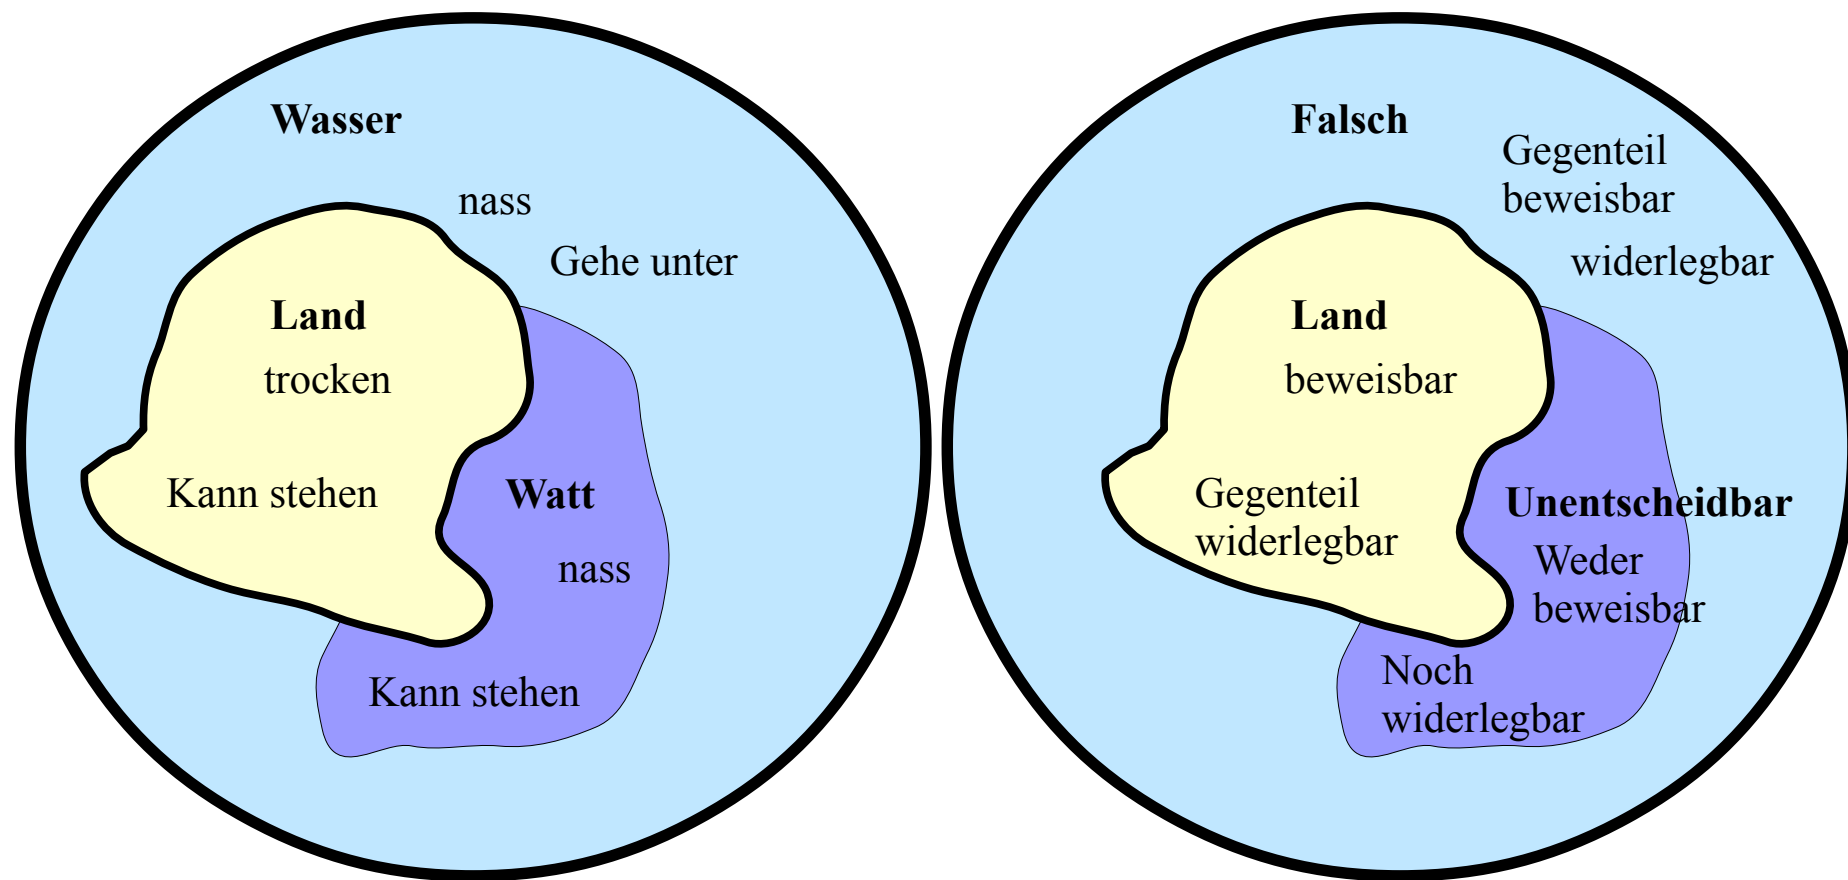 Wasser
nass
Gehe unter
Land
trocken
Kann stehen
Watt
nass
Kann stehen
Falsch
Gegenteil
beweisbar
widerlegbar
Land
beweisbar
Gegenteil
widerlegbar
Unentscheidbar
Weder
beweisbar
Noch
widerlegbar